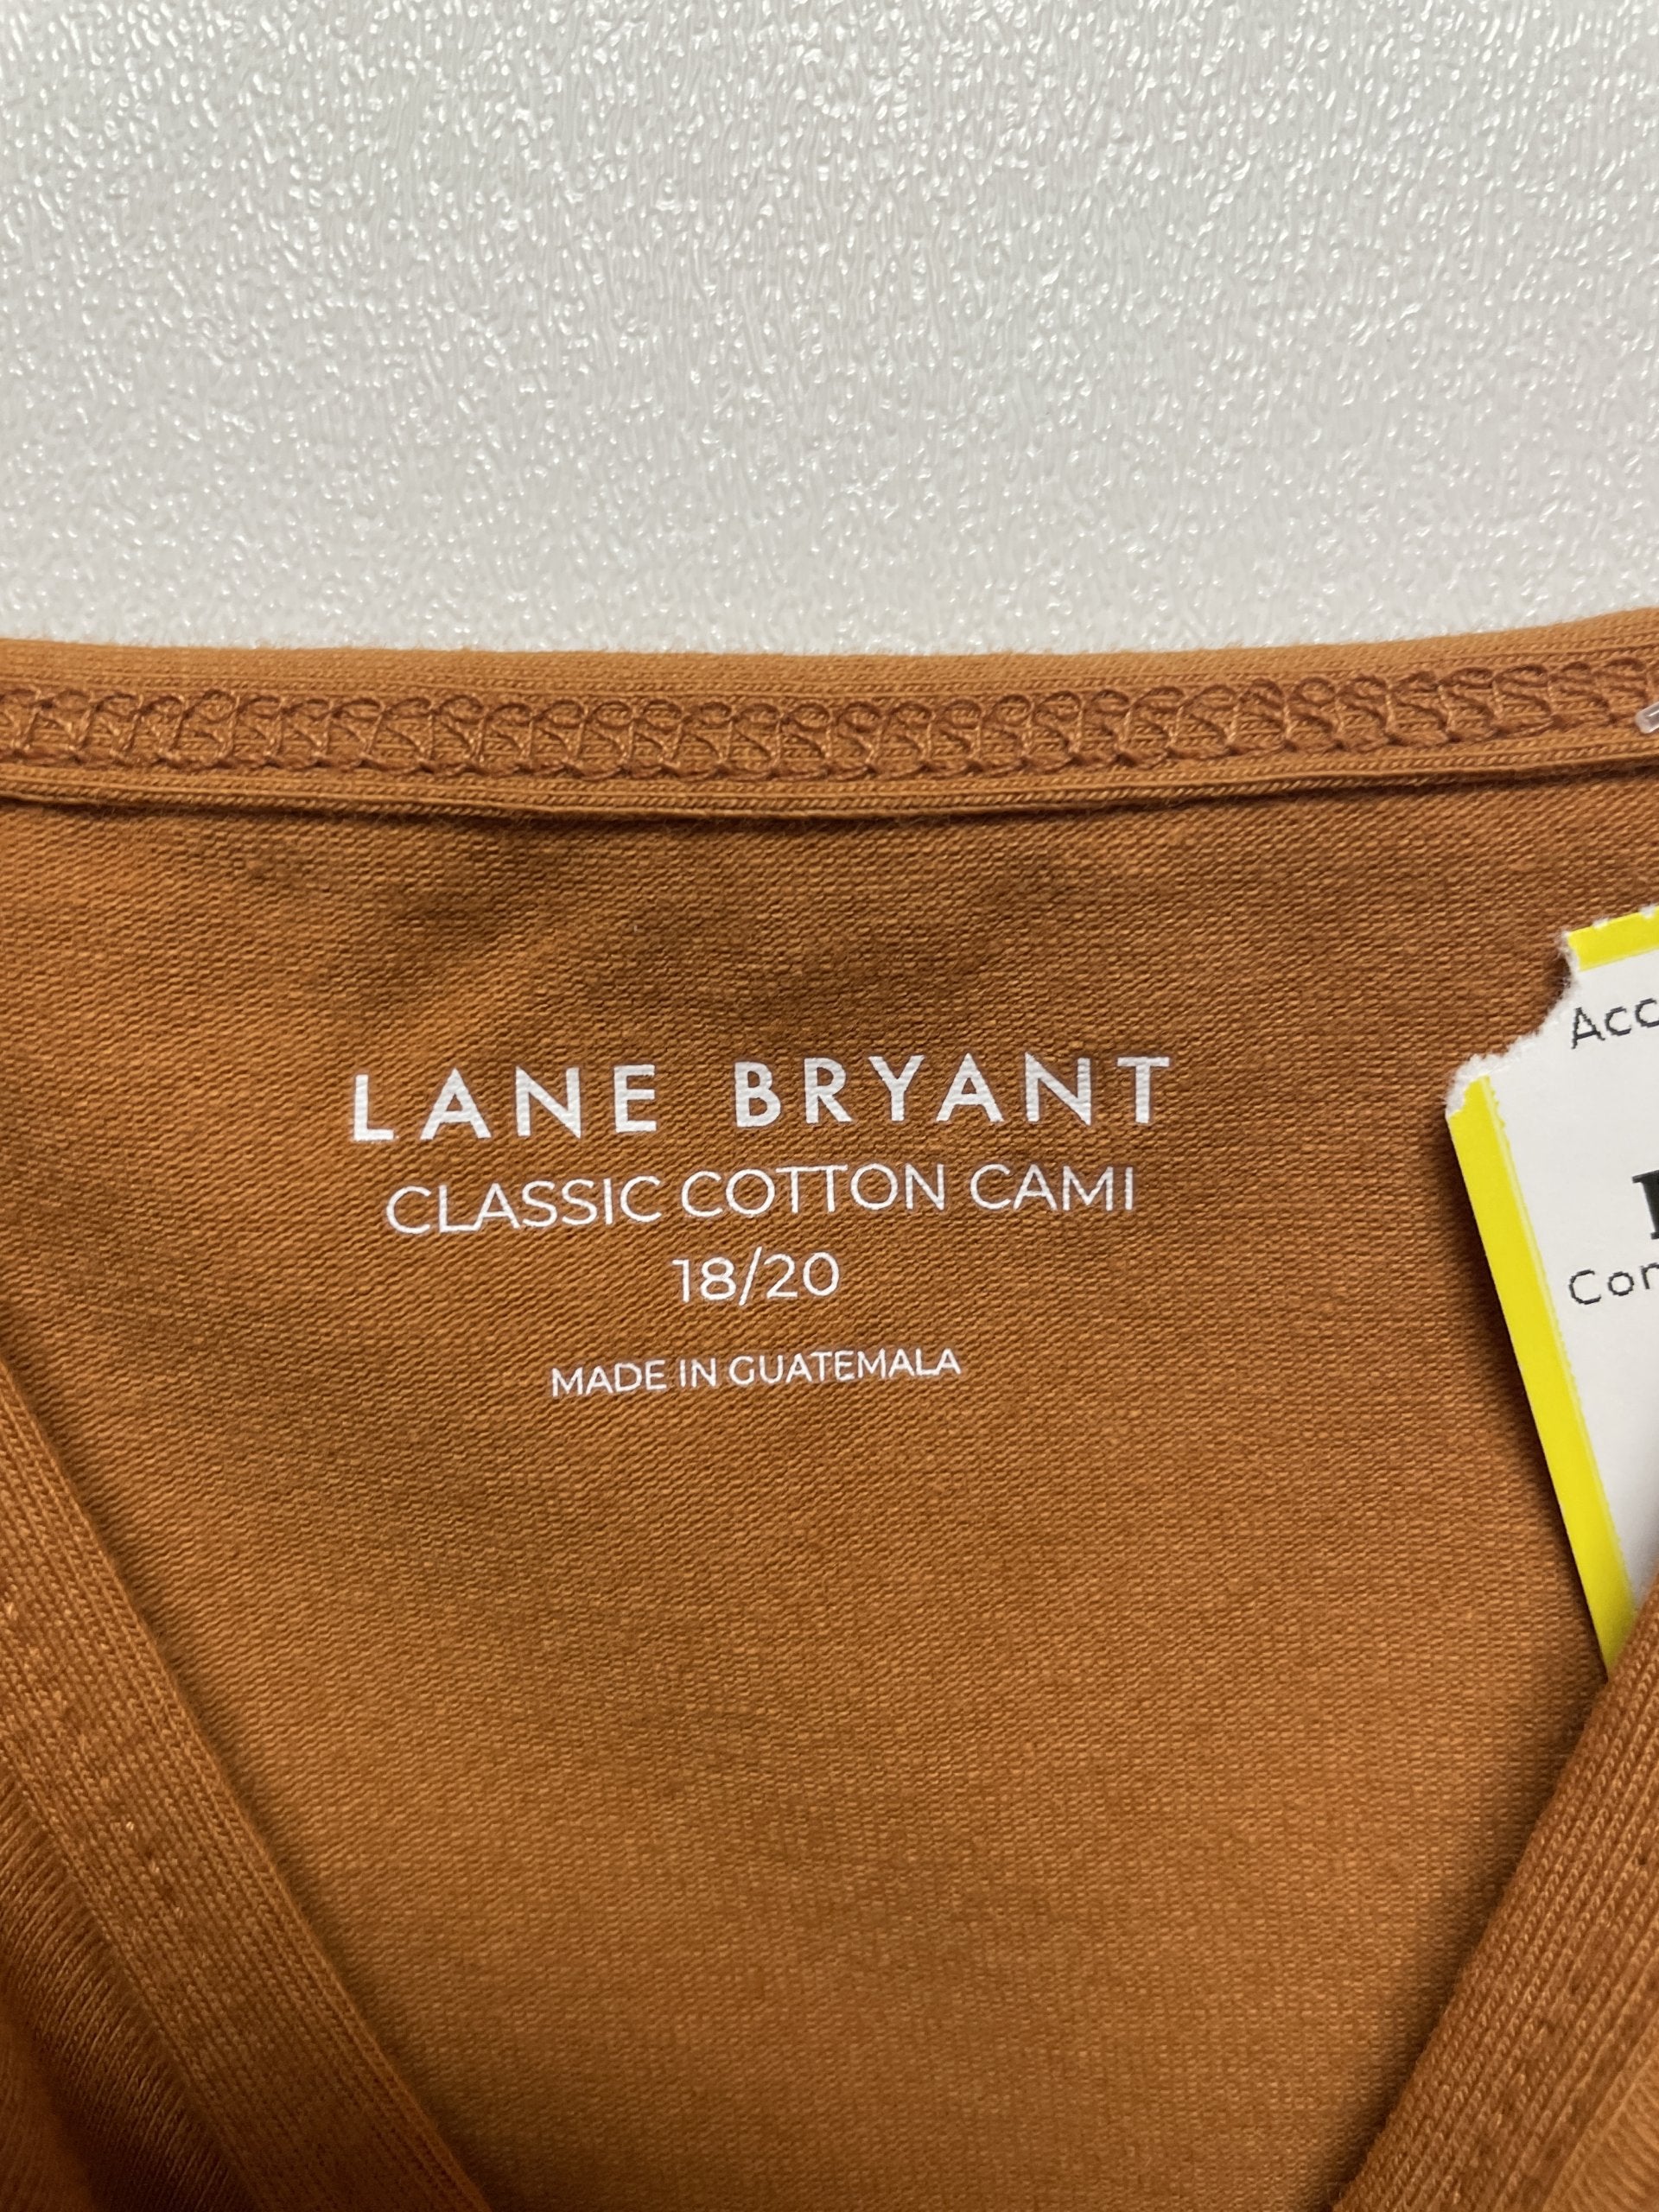 LANE BRYANT
CLASSIC COTTON CAMI
18/20
MADE IN GUATEMALA